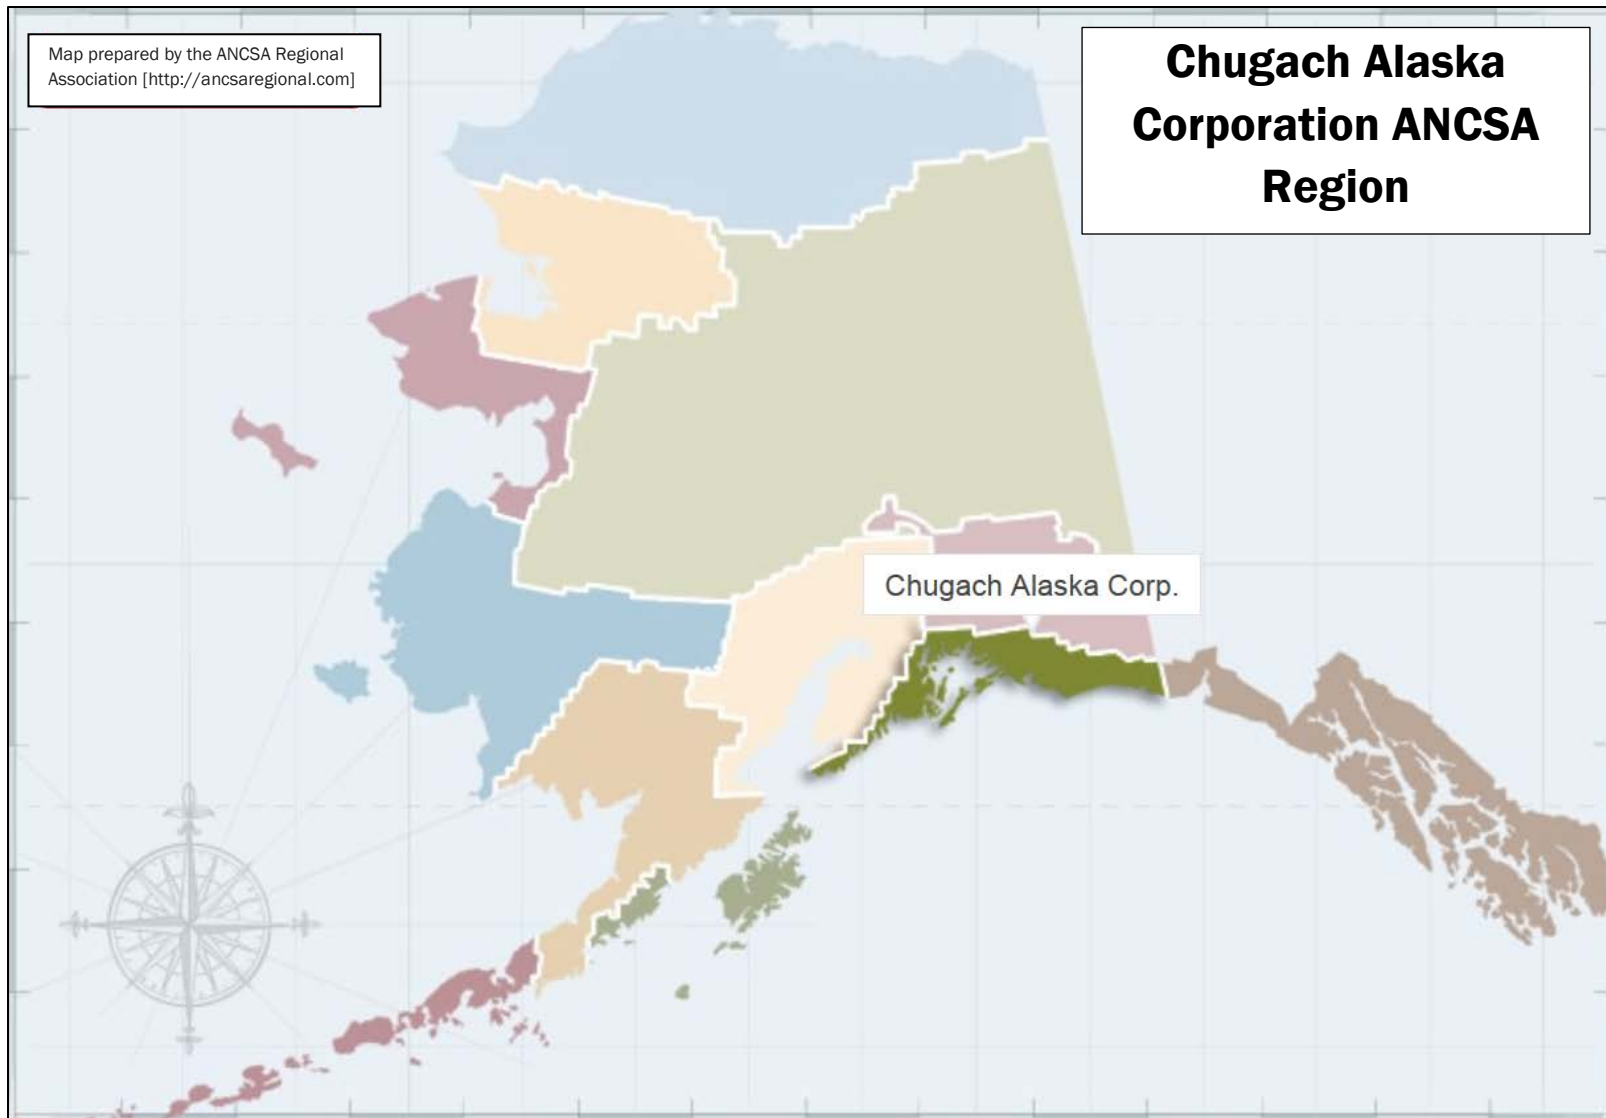 Map prepared by the ANCSA Regional
Association [http://ancsaregional.com]
Chugach Alaska
Corporation ANCSA
Region
Chugach Alaska Corp.